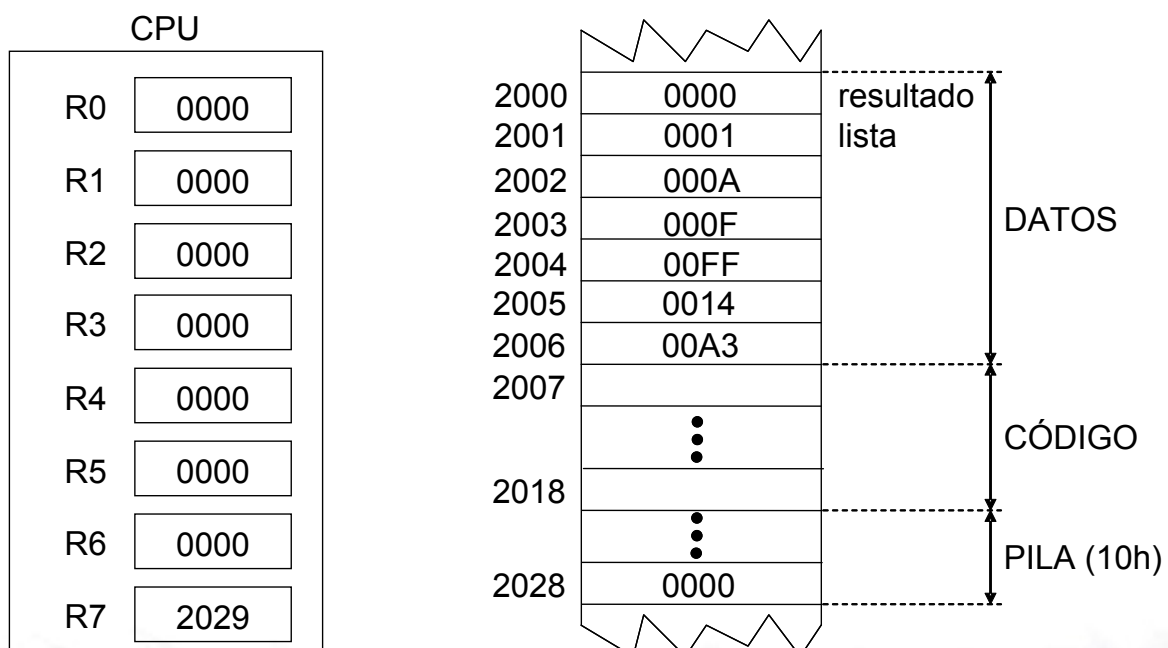 CPU
R0 0000
R1 0000
R2 0000
R3 0000
R4 0000
R5 0000
R6 0000
R7 2029
2000 0000 resultado
2001 0001 lista
2002 000A
2003 000F
2004 00FF
2005 0014
2006 00A3
2007
2018
2028 0000
DATOS
CÓDIGO
PILA (10h)